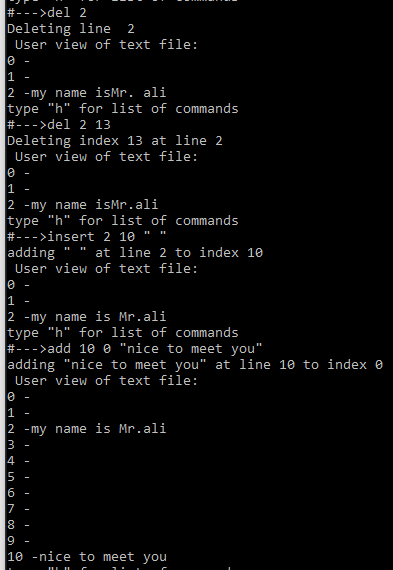 type "h" for list of commands
#--->del 2
Deleting line  2
 User view of text file:
0 -
1 -
2 -my name isMr. ali
type "h" for list of commands
#--->del 2 13
Deleting index 13 at line 2
 User view of text file:
0 -
1 -
2 -my name isMr.ali
type "h" for list of commands
#--->insert 2 10 " "
adding " " at line 2 to index 10
 User view of text file:
0 -
1 -
2 -my name is Mr.ali
type "h" for list of commands
#--->add 10 0 "nice to meet you"
adding "nice to meet you" at line 10 to index 0
 User view of text file:
0 -
1 -
2 -my name is Mr.ali
3 -
4 -
5 -
6 -
7 -
8 -
9 -
10 -nice to meet you
type "h" for list of commands